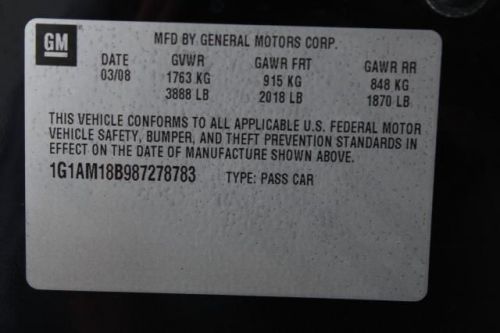 GM
MFD BY GENERAL MOTORS CORP.
DATE GVWR GAWR FRT GAWR RR
03/08 1763 KG 915 KG 848 KG
3888 LB 2018 LB 1870 LB
THIS VEHICLE CONFORMS TO ALL APPLICABLE U.S. FEDERAL MOTOR
VEHICLE SAFETY, BUMPER, AND THEFT PREVENTION STANDARDS IN
EFFECT ON THE DATE OF MANUFACTURE SHOWN ABOVE.
1G1AM18B987278783 TYPE: PASS CAR